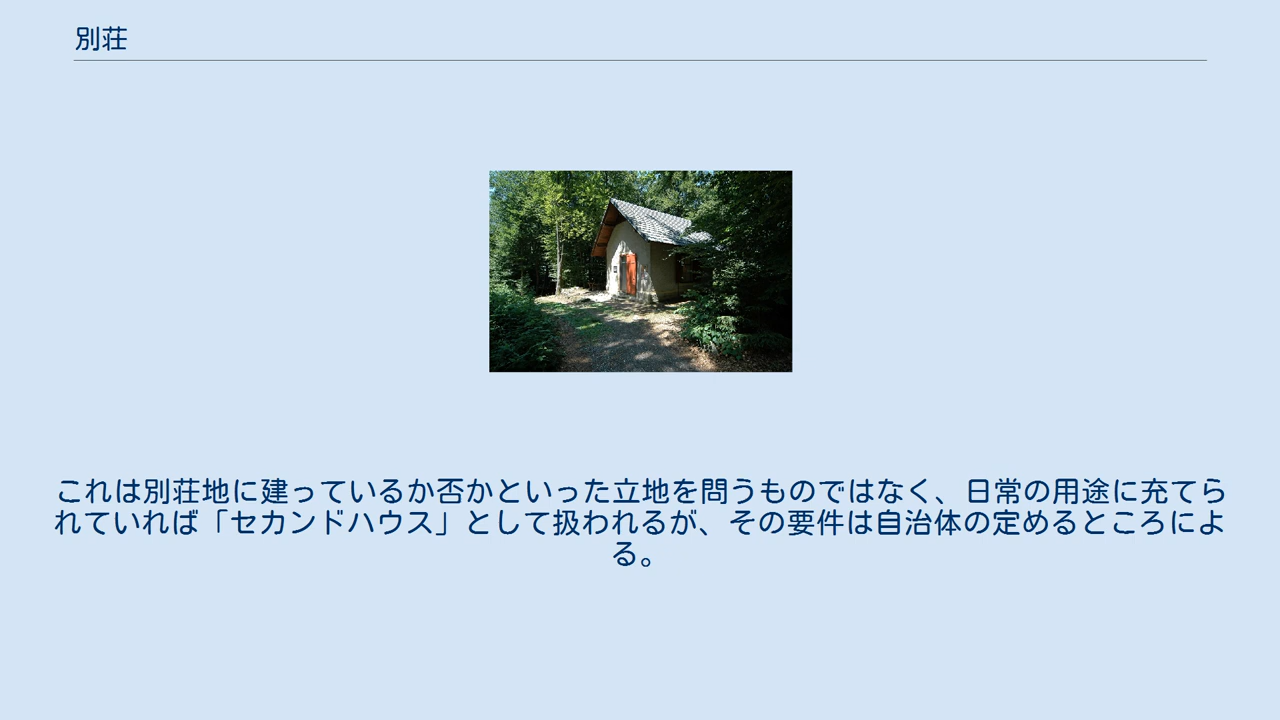 別荘
これは別荘地に建っているか否かといった立地を問うものではなく、日常の用途に充てら
れていれば「セカンドハウス」として扱われるが、その要件は自治体の定めるところによ
る。